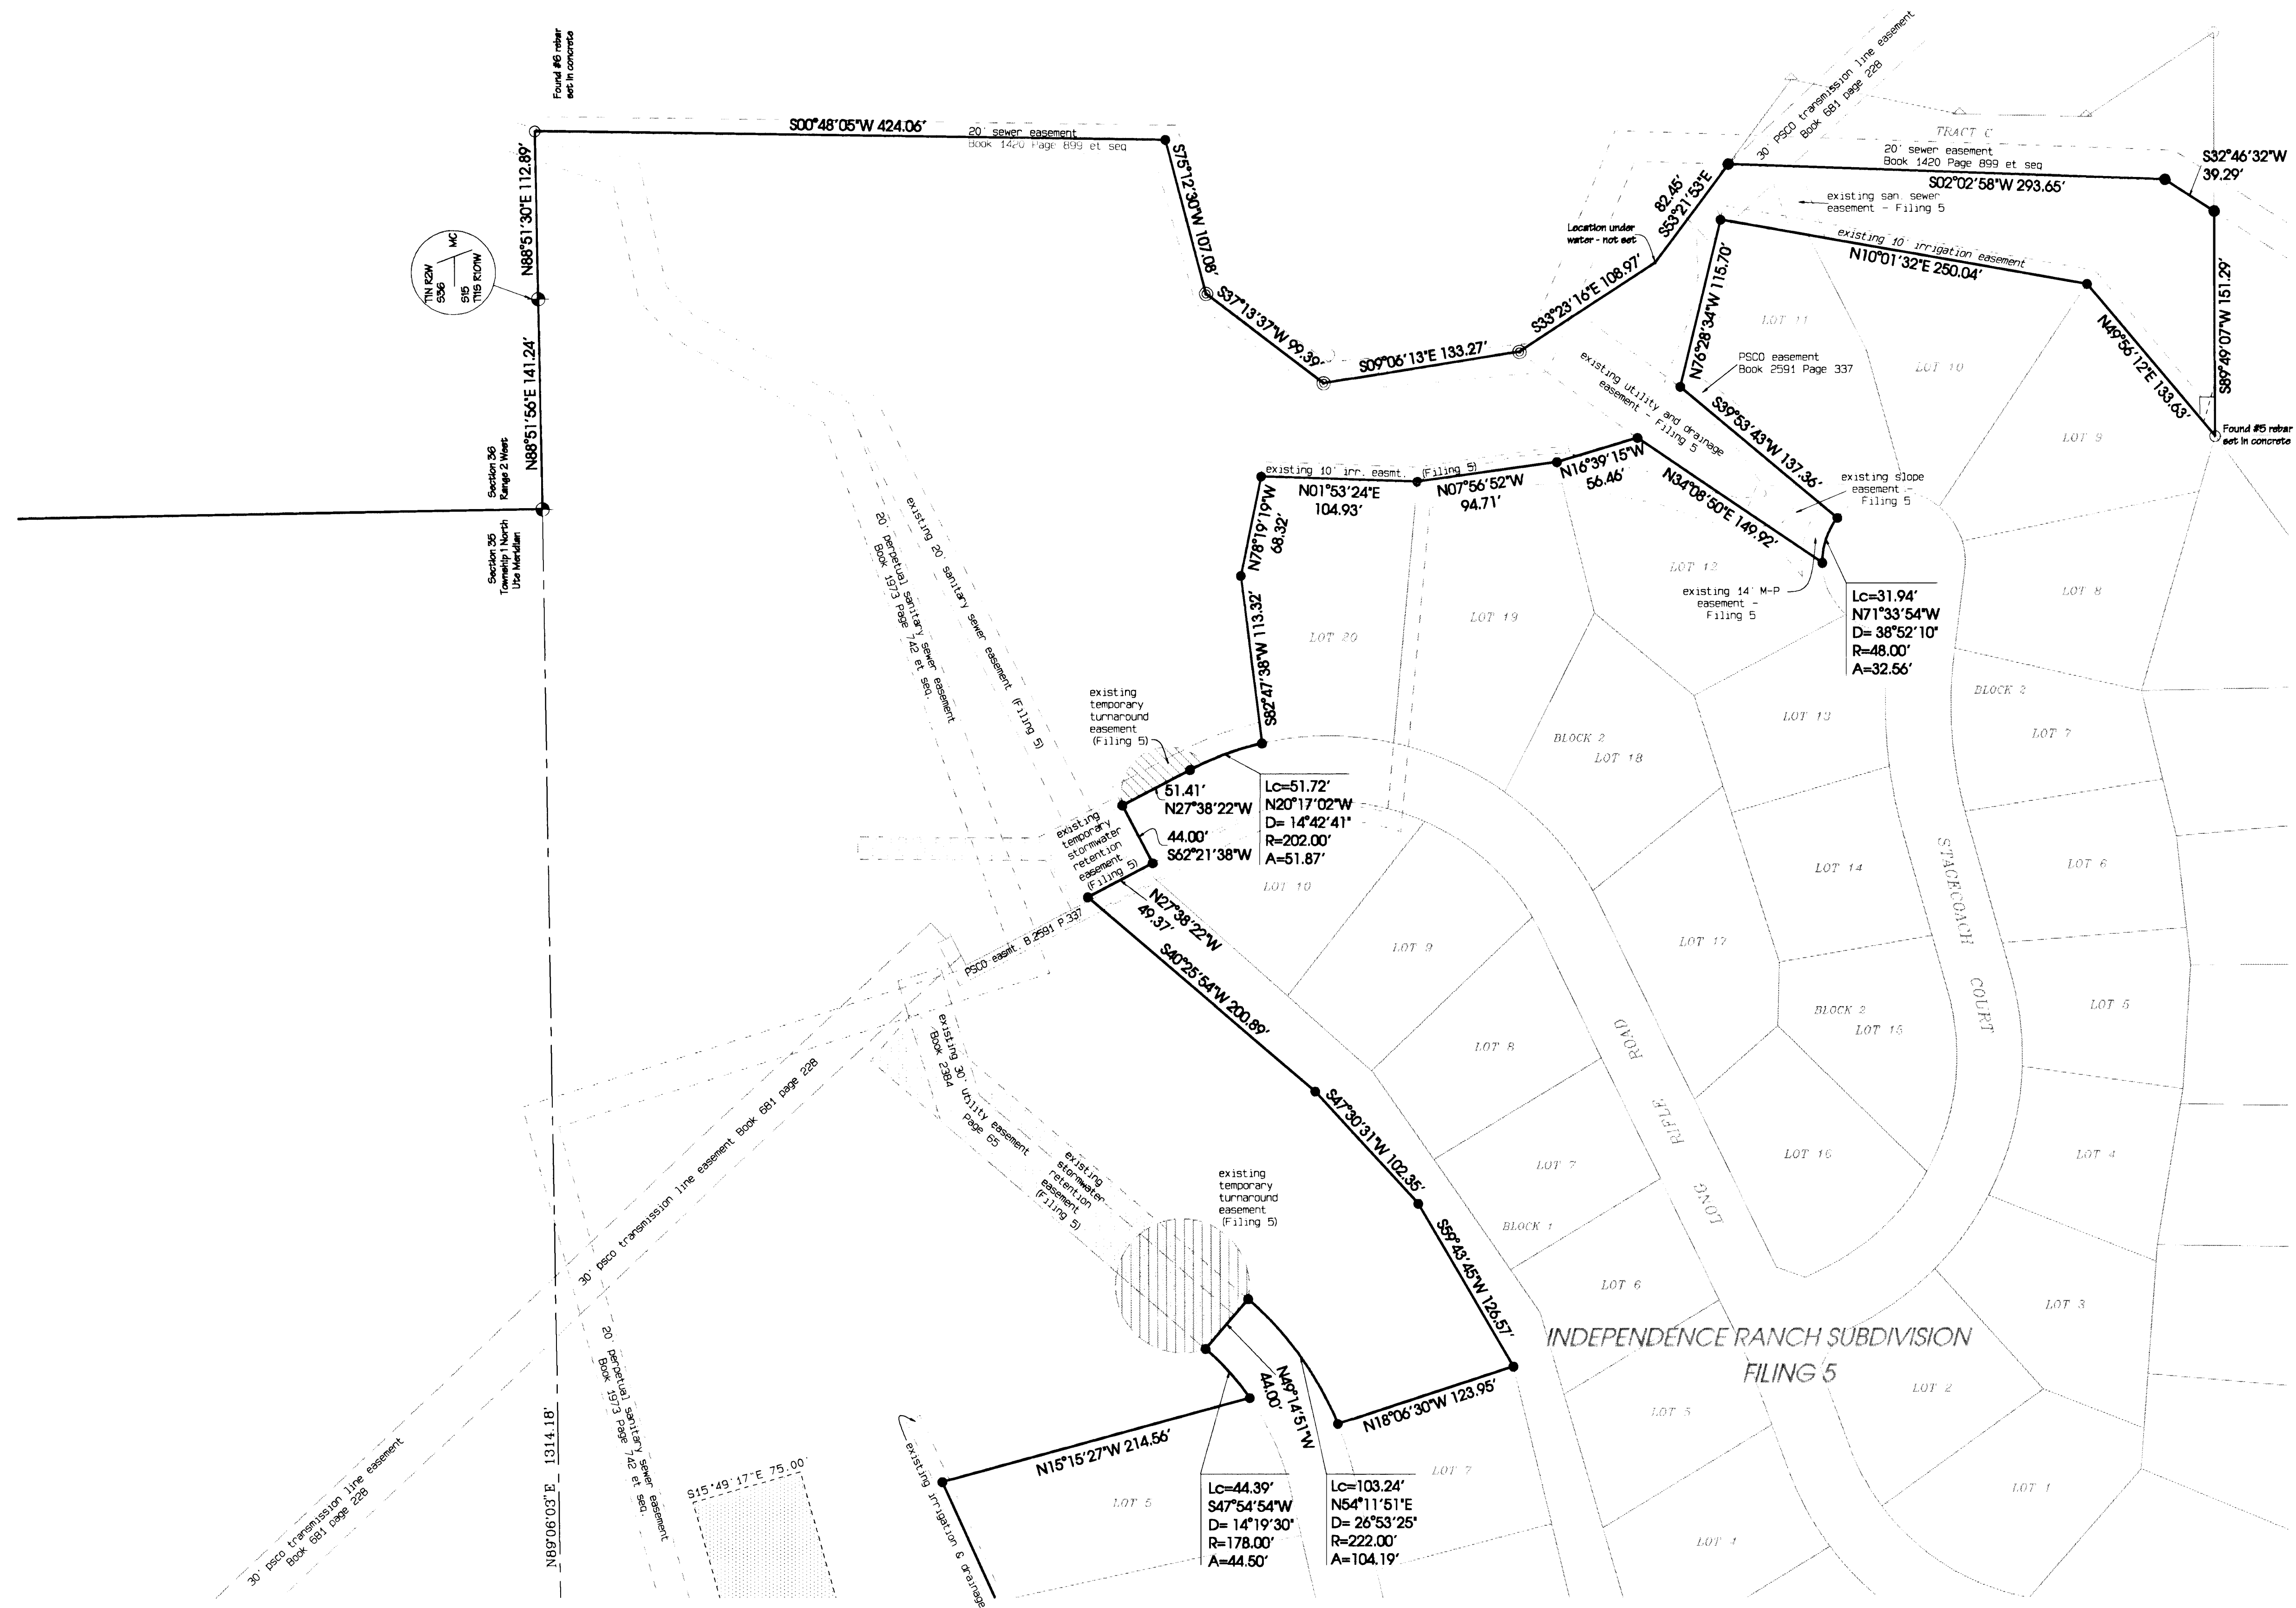 Found #6 rebar
set in concrete
S00°48'05"W 424.06'
20' sewer easement
Book 1420 Page 899 et seq
N88°51'30"E 112.89'
T1N R2W
S36
MC
S15
T11S R101W
N88°51'56"E 141.24'
Section 36
Range 2 West
Section 35
Township 1 North
Ute Meridian
S75°12'30"W 107.08'
S37°13'37"W 99.39'
S09°06'13"E 133.27'
S33°23'16"E 108.97'
Location under
water - not set
82.45'
S53°21'53"E
30' PSCO transmission line easement
Book 681 page 228
TRACT C
20' sewer easement
Book 1420 Page 899 et seq
S02°02'58"W 293.65'
S32°46'32"W
39.29'
existing san. sewer
easement - Filing 5
existing 10' irrigation easement
N10°01'32"E 250.04'
S89°49'07"W 151.29'
N49°56'12"E 133.63'
Found #5 rebar
set in concrete
N76°28'34"W 115.70'
PSCO easement
Book 2591 Page 337
LOT 11
LOT 10
LOT 9
existing utility and drainage
easement - Filing 5
S39°53'43"W 137.36'
existing slope
easement -
Filing 5
N34°08'50"E 149.92'
existing 10' irr. easmt. (Filing 5)
N01°53'24"E
104.93'
N07°56'52"W
94.71'
N16°39'15"W
56.46'
N78°19'19"W
68.32'
S82°47'38"W 113.32'
LOT 20
LOT 19
LOT 12
existing 14' M-P
easement -
Filing 5
Lc=31.94'
N71°33'54"W
D= 38°52'10"
R=48.00'
A=32.56'
LOT 8
BLOCK 2
LOT 7
LOT 13
BLOCK 2
LOT 18
existing 20' sanitary sewer easement (Filing 5)
20' perpetual sanitary sewer easement
Book 1973 Page 742 et seq.
existing
temporary
turnaround
easement
(Filing 5)
51.41'
N27°38'22"W
44.00'
S62°21'38"W
Lc=51.72'
N20°17'02"W
D= 14°42'41"
R=202.00'
A=51.87'
existing
temporary
stormwater
retention
easement
(Filing 5)
N27°38'22"W
49.37'
PSCO easmt. B.2591 P.337
LOT 10
LOT 9
LOT 14
LOT 6
STAGECOACH COURT
LOT 17
LOT 5
BLOCK 2
LOT 15
S40°25'54"W 200.89'
LOT 8
LONG RIFLE ROAD
existing 30' utility easement
Book 2384
Page 65
existing
stormwater
retention
easement
(Filing 5)
30' psco transmission line easement Book 681 page 228
S47°30'31"W 102.35'
LOT 7
LOT 16
LOT 4
BLOCK 1
existing
temporary
turnaround
easement
(Filing 5)
S59°43'45"W 126.57'
LOT 6
LOT 3
INDEPENDENCE RANCH SUBDIVISION
FILING 5
LOT 2
LOT 5
N18°06'30"W 123.95'
N49°14'51"W
44.00'
N15°15'27"W 214.56'
20' perpetual sanitary sewer easement
Book 1973 Page 742 et seq.
N89°06'03"E 1314.18'
30' psco transmission line easement
Book 681 page 228
S15°49'17"E 75.00'
existing irrigation & drainage
LOT 5
Lc=44.39'
S47°54'54"W
D= 14°19'30"
R=178.00'
A=44.50'
Lc=103.24'
N54°11'51"E
D= 26°53'25"
R=222.00'
A=104.19'
LOT 7
LOT 1
LOT 4